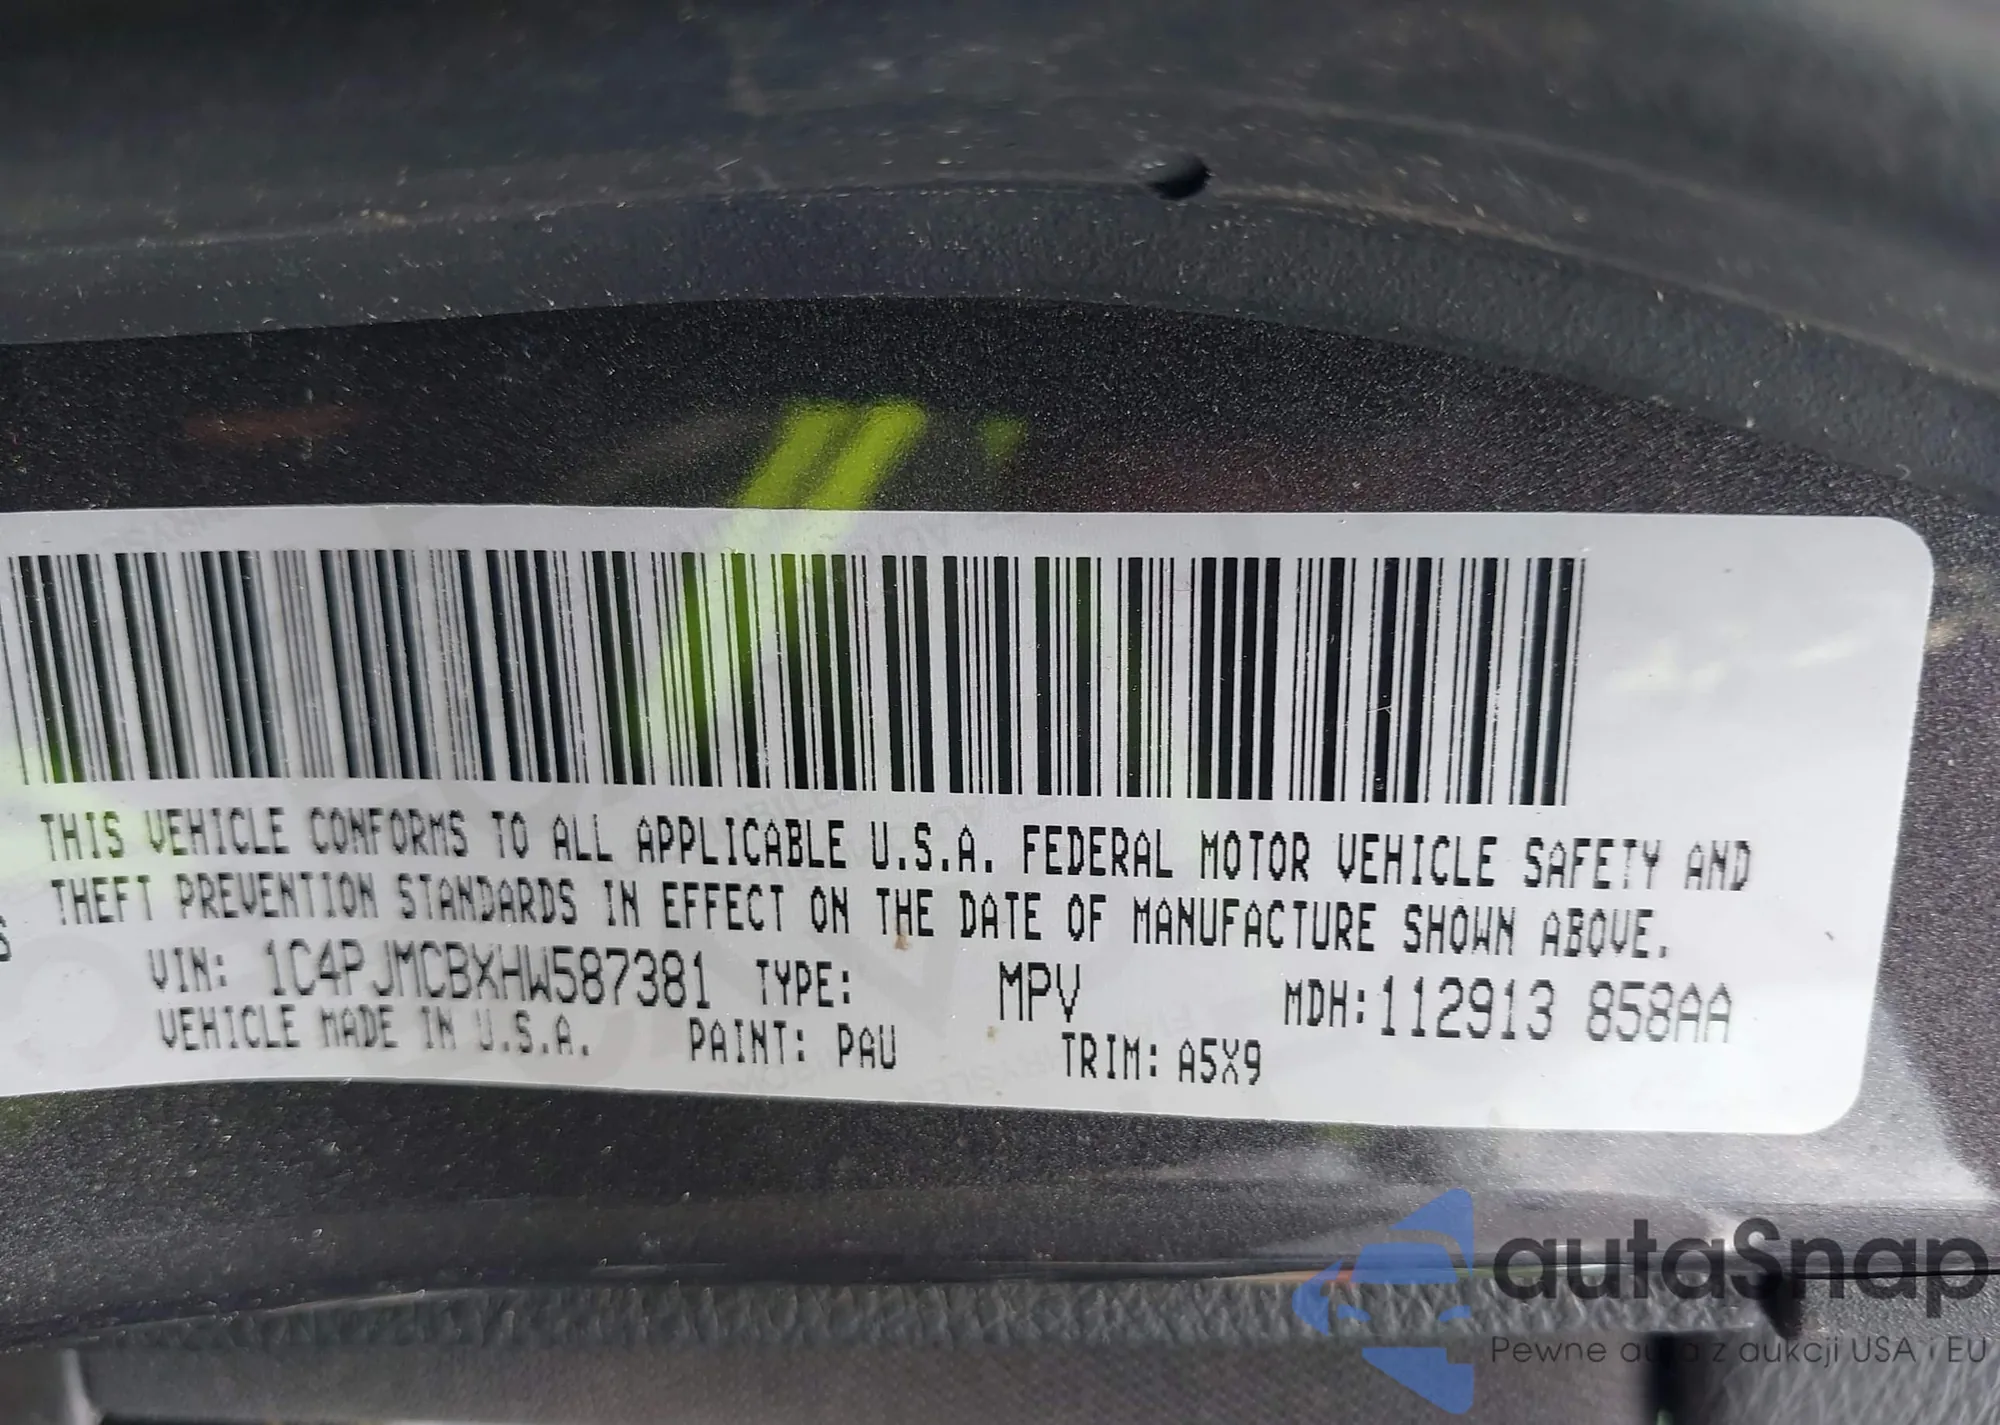 THIS VEHICLE CONFORMS TO ALL APPLICABLE U.S.A. FEDERAL MOTOR VEHICLE SAFETY AND
THEFT PREVENTION STANDARDS IN EFFECT ON THE DATE OF MANUFACTURE SHOWN ABOVE.
VIN: 1C4PJMCBXHW587381 TYPE: MPV MDH:112913 858AA
VEHICLE MADE IN U.S.A. PAINT: PAU TRIM: A5X9
autaSnap
Pewne auta z aukcji USA i EU